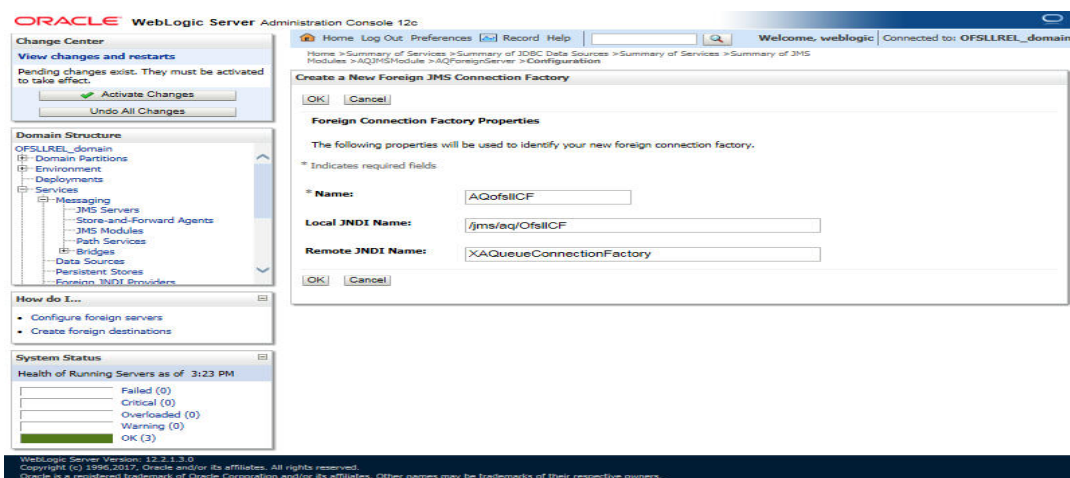 ORACLE WebLogic Server Administration Console 12c
Change Center
View changes and restarts
Pending changes exist. They must be activated
to take effect.
Activate Changes
Undo All Changes
Domain Structure
OFSLLREL_domain
Domain Partitions
Environment
Deployments
Services
Messaging
JMS Servers
Store-and-Forward Agents
JMS Modules
Path Services
Bridges
Data Sources
Persistent Stores
Foreign JNDI Providers
How do I...
Configure foreign servers
Create foreign destinations
System Status
Health of Running Servers as of 3:23 PM
Failed (0)
Critical (0)
Overloaded (0)
Warning (0)
OK (3)
Home Log Out Preferences Record Help
Welcome, weblogic Connected to: OFSLLREL_domain
Home >Summary of Services >Summary of JDBC Data Sources >Summary of Services >Summary of JMS
Modules >AQJMSModule >AQForeignServer >Configuration
Create a New Foreign JMS Connection Factory
OK Cancel
Foreign Connection Factory Properties
The following properties will be used to identify your new foreign connection factory.
* Indicates required fields
* Name: AQofsllCF
Local JNDI Name: /jms/aq/OfsllCF
Remote JNDI Name: XAQueueConnectionFactory
OK Cancel
WebLogic Server Version: 12.2.1.3.0
Copyright (c) 1996,2017, Oracle and/or its affiliates. All rights reserved.
Oracle is a registered trademark of Oracle Corporation and/or its affiliates. Other names may be trademarks of their respective owners.